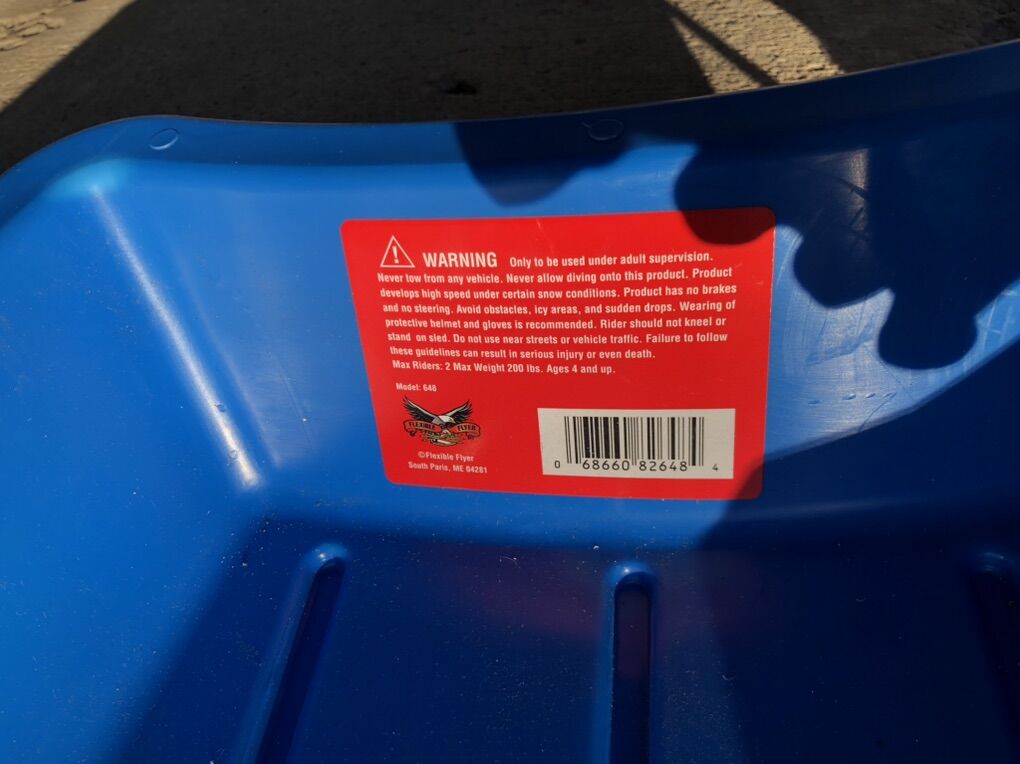 WARNING Only to be used under adult supervision.
Never tow from any vehicle. Never allow diving onto this product. Product
develops high speed under certain snow conditions. Product has no brakes
and no steering. Avoid obstacles, icy areas, and sudden drops. Wearing of
protective helmet and gloves is recommended. Rider should not kneel or
stand on sled. Do not use near streets or vehicle traffic. Failure to follow
these guidelines can result in serious injury or even death.
Max Riders: 2 Max Weight 200 lbs. Ages 4 and up.
Model: 648
FLEXIBLE FLYER
©Flexible Flyer
South Paris, ME 04281
0 68660 82648 4